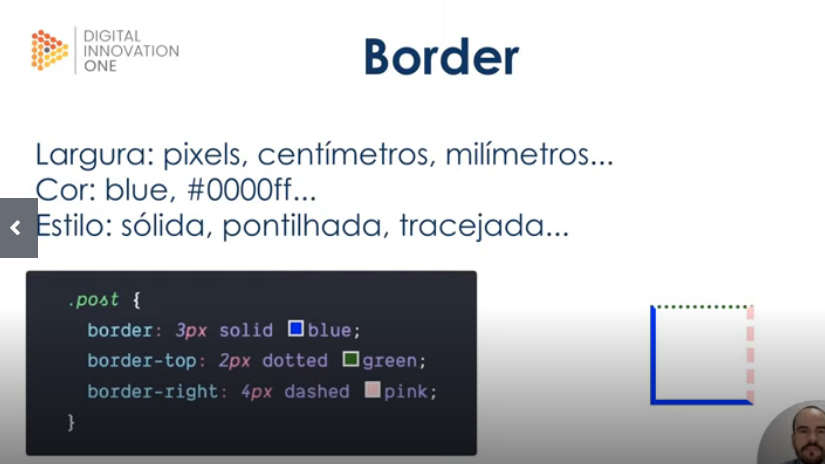 DIGITAL
INNOVATION
ONE
Border
Largura: pixels, centímetros, milímetros...
Cor: blue, #0000ff...
Estilo: sólida, pontilhada, tracejada...
.post {
border: 3px solid blue;
border-top: 2px dotted green;
border-right: 4px dashed pink;
}